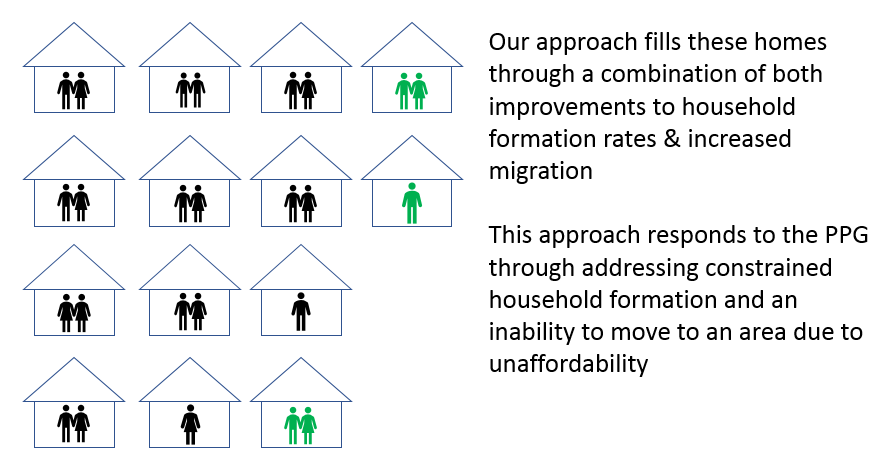 Our approach fills these homes
through a combination of both
improvements to household
formation rates & increased
migration
This approach responds to the PPG
through addressing constrained
household formation and an
inability to move to an area due to
unaffordability